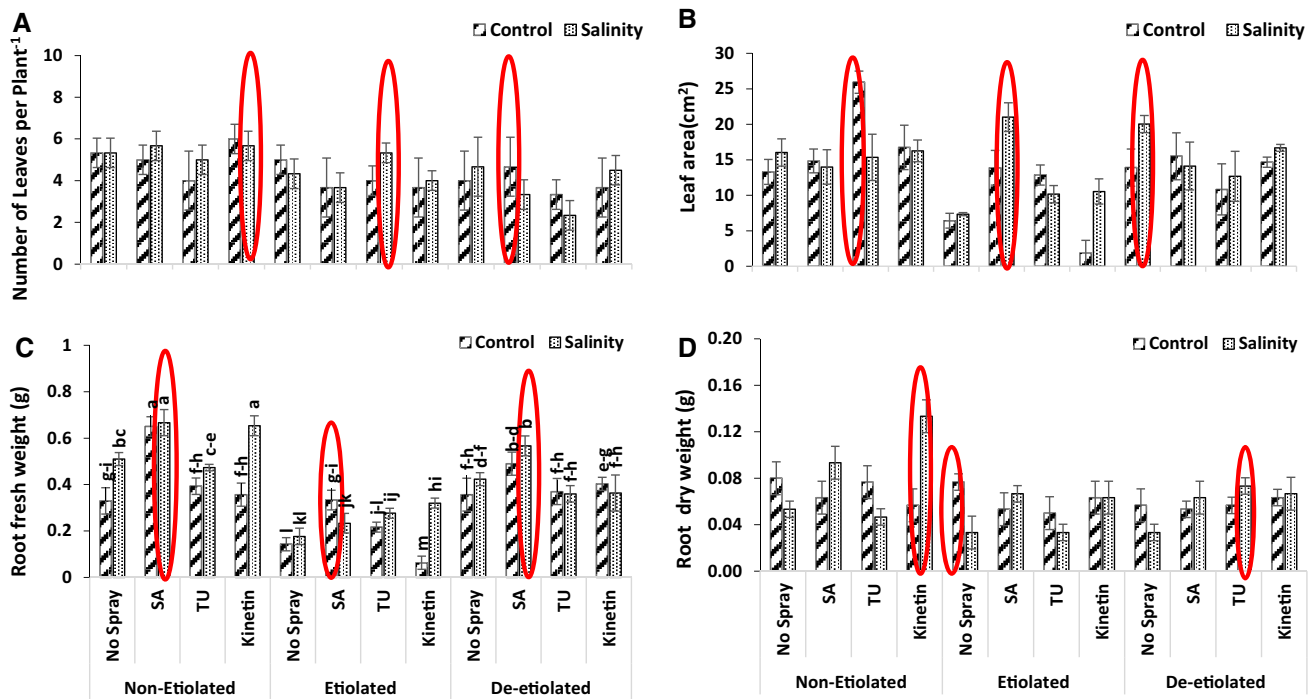 A
Control Salinity
Number of Leaves per Plant-1
10
8
6
4
2
0
B
Control Salinity
Leaf area(cm2)
30
25
20
15
10
5
0
C
Control Salinity
Root fresh weight (g)
1
0.8
0.6
0.4
0.2
0
g-i bc a a f-h c-e f-h a l kl g-i jk j-l ij m hi f-h d-f b-d b f-h f-h e-g f-h
No Spray SA TU Kinetin No Spray SA TU Kinetin No Spray SA TU Kinetin
Non-Etiolated Etiolated De-etiolated
D
Control Salinity
Root dry weight (g)
0.20
0.16
0.12
0.08
0.04
0.00
No Spray SA TU Kinetin No Spray SA TU Kinetin No Spray SA TU Kinetin
Non-Etiolated Etiolated De-etiolated